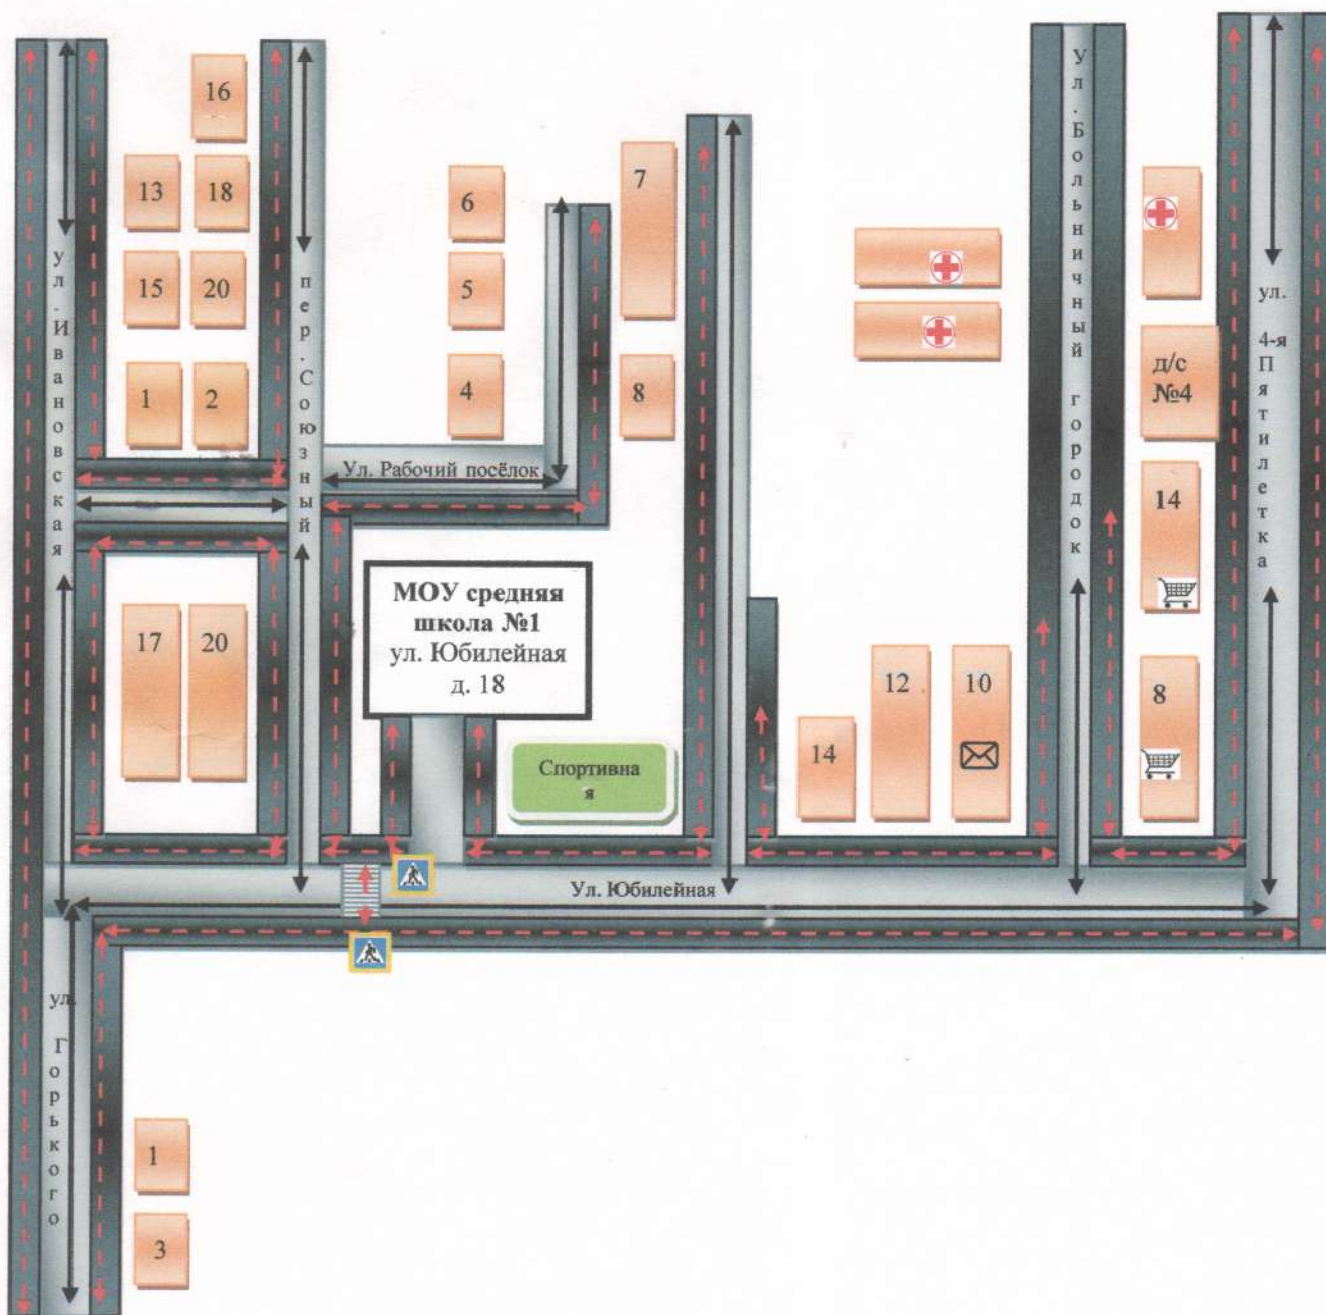 16
13
18
15
20
1
2
6
5
4
7
8
ул. Ивановская
пер. Союзный
Ул. Рабочий посёлок
Ул. Больничный городок
ул. 4-я Пятилетка
д/с
№4
14
8
МОУ средняя
школа №1
ул. Юбилейная
д. 18
17
20
Спортивна
я
14
12
10
Ул. Юбилейная
ул. Горького
1
3